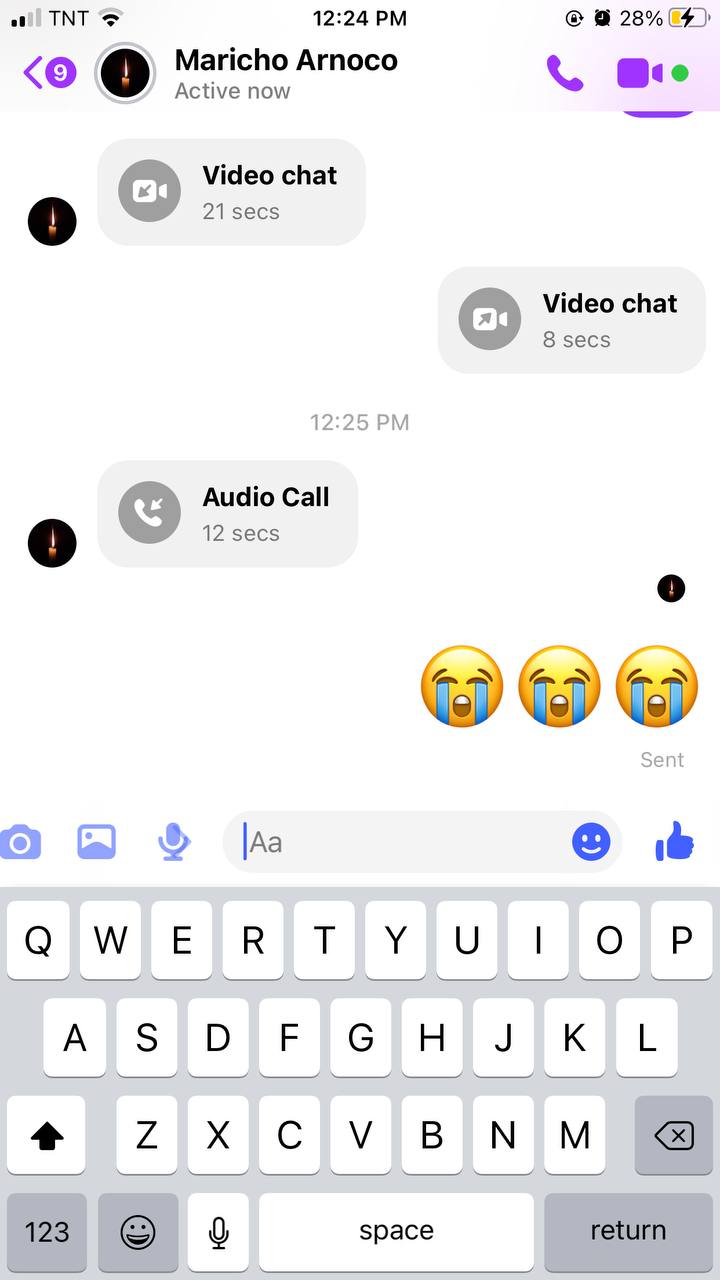 TNT 12:24 PM 28%
9 Maricho Arnoco
Active now
Video chat
21 secs
Video chat
8 secs
12:25 PM
Audio Call
12 secs
😭 😭 😭
Sent
Aa
Q W E R T Y U I O P
A S D F G H J K L
Z X C V B N M
123 space return